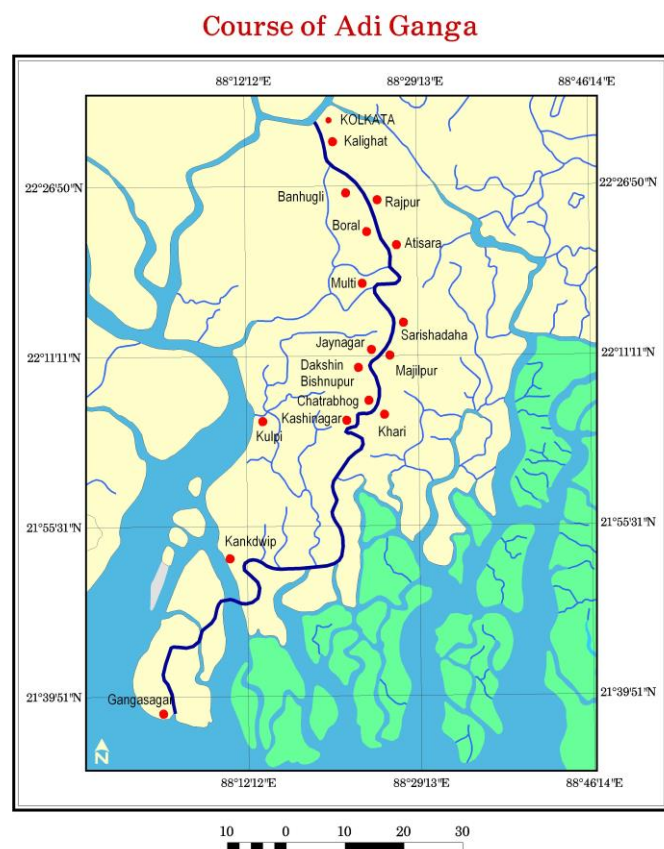 Course of Adi Ganga
88°12'12"E 88°29'13"E 88°46'14"E
KOLKATA
Kalighat
22°26'50"N 22°26'50"N
Banhugli
Rajpur
Boral
Atisara
Multi
Sarishadaha
Jaynagar
22°11'11"N 22°11'11"N
Dakshin
Bishnupur
Majilpur
Chatrabhog
Kashinagar
Khari
Kulpi
21°55'31"N 21°55'31"N
Kankdwip
21°39'51"N 21°39'51"N
Gangasagar
N
88°12'12"E 88°29'13"E 88°46'14"E
10 0 10 20 30